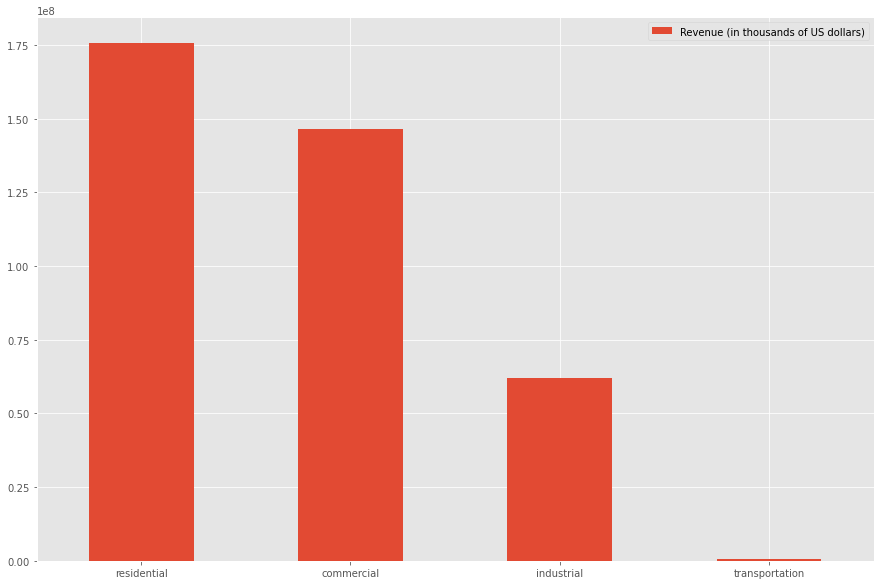 1e8
Revenue (in thousands of US dollars)
1.75
1.50
1.25
1.00
0.75
0.50
0.25
0.00
residential commercial industrial transportation